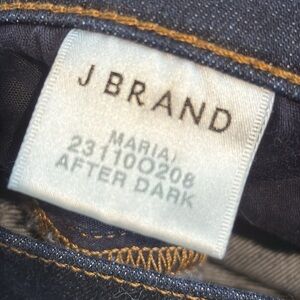 J BRAND
MARIA/
23110O208
AFTER DARK